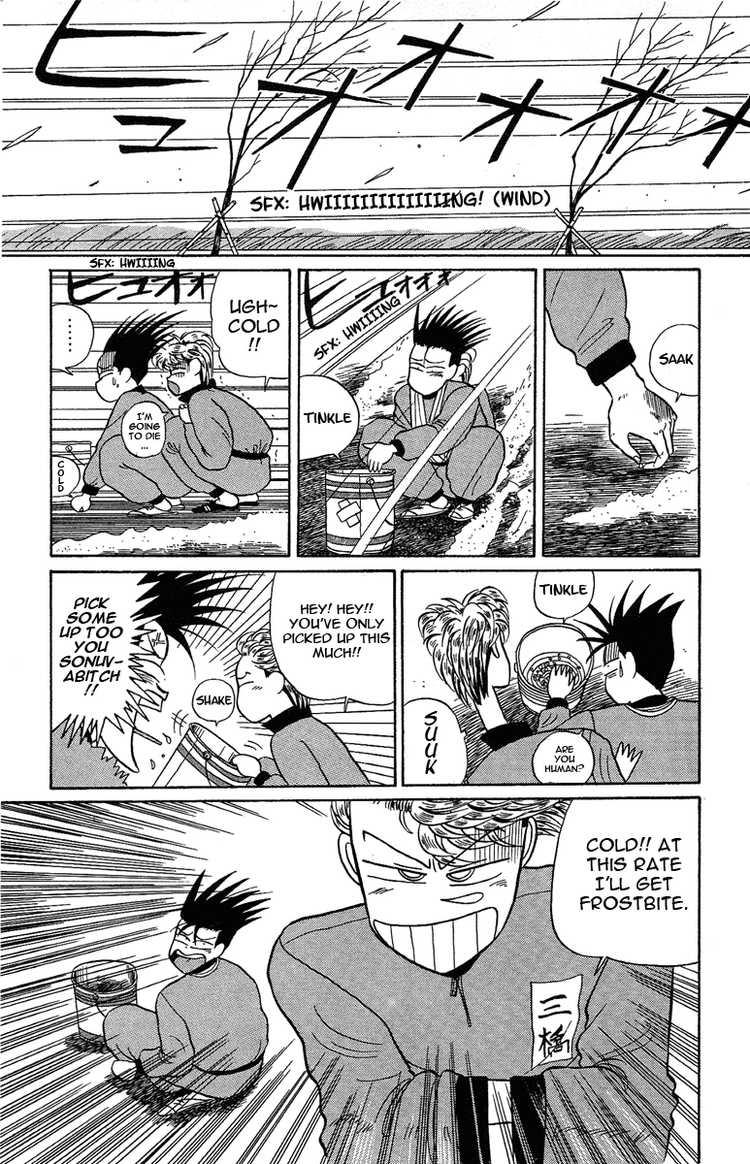 ヒュオオオオオ
SFX: HWIIIIIIIIIIIIIING! (WIND)
SAAK
ヒュオオオ
SFX: HWIIIING
TINKLE
SFX: HWIIIING
ヒュオオォ
UGH~
COLD
!!
......
I'M
GOING
TO DIE
...
COLD
TINKLE
SUUK
ARE
YOU
HUMAN?
HEY! HEY!!
YOU'VE ONLY
PICKED UP THIS
MUCH!!
SHAKE
PICK
SOME
UP TOO
YOU
SONUV-
ABITCH
!!
COLD!! AT
THIS RATE
I'LL GET
FROSTBITE.
三橋